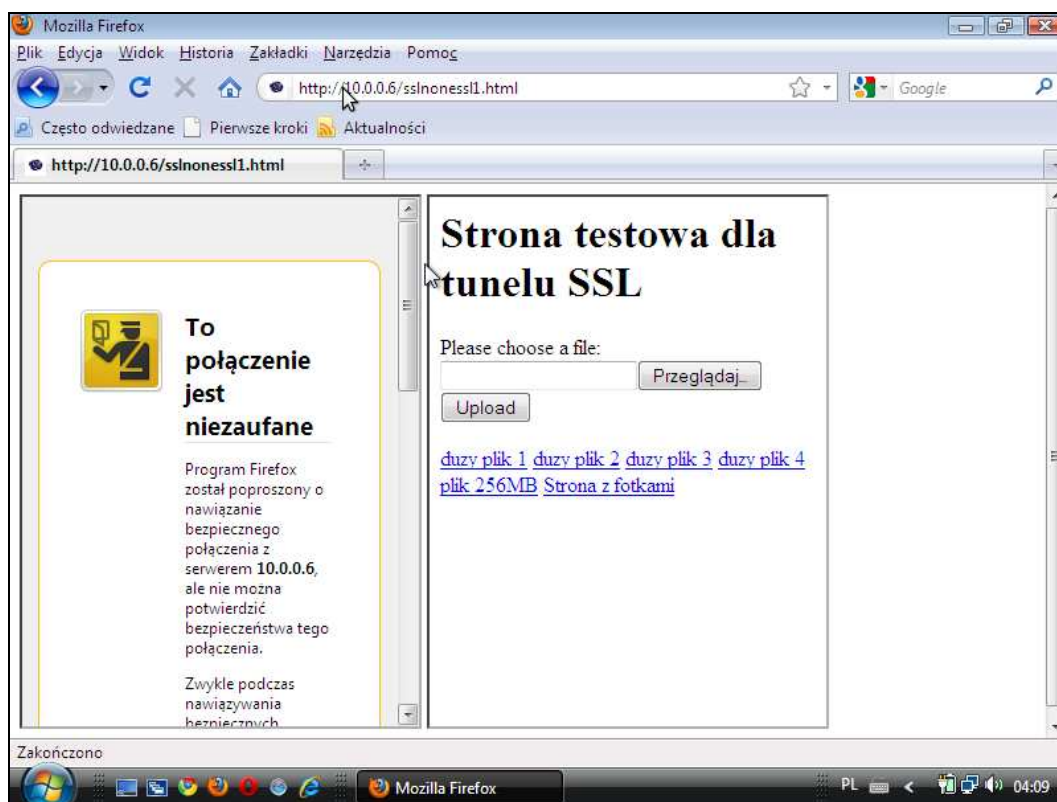 Mozilla Firefox
Plik Edycja Widok Historia Zakładki Narzędzia Pomoc
http://10.0.0.6/sslnonessl1.html
Google
Często odwiedzane Pierwsze kroki Aktualności
http://10.0.0.6/sslnonessl1.html
To
połączenie
jest
niezaufane
Program Firefox
został poproszony o
nawiązanie
bezpiecznego
połączenia z
serwerem 10.0.0.6,
ale nie można
potwierdzić
bezpieczeństwa tego
połączenia.
Zwykle podczas
nawiązywania
bezpiecznych
Strona testowa dla
tunelu SSL
Please choose a file:
Przeglądaj...
Upload
duzy plik 1 duzy plik 2 duzy plik 3 duzy plik 4
plik 256MB Strona z fotkami
Zakończono
Mozilla Firefox
PL
04:09